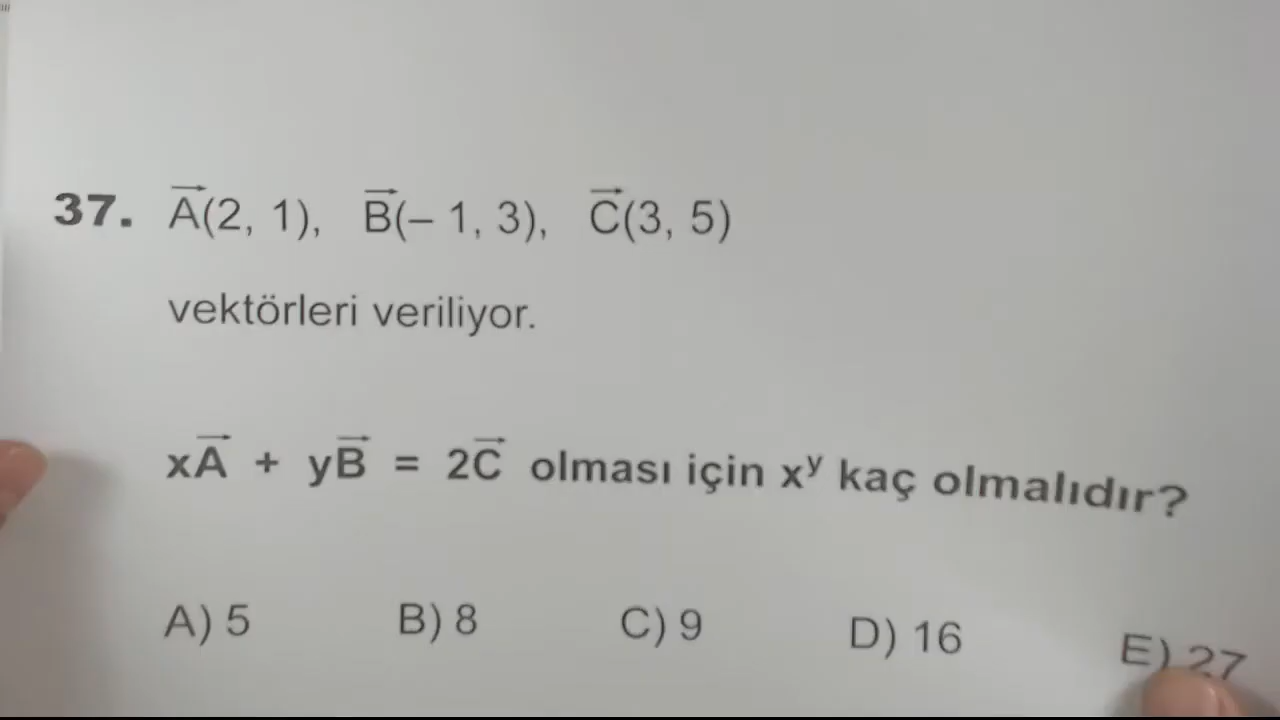 37. A⃗(2, 1), B⃗(– 1, 3), C⃗(3, 5)
vektörleri veriliyor.
xA⃗ + yB⃗ = 2C⃗ olması için xʸ kaç olmalıdır?
A) 5 B) 8 C) 9 D) 16 E) 27